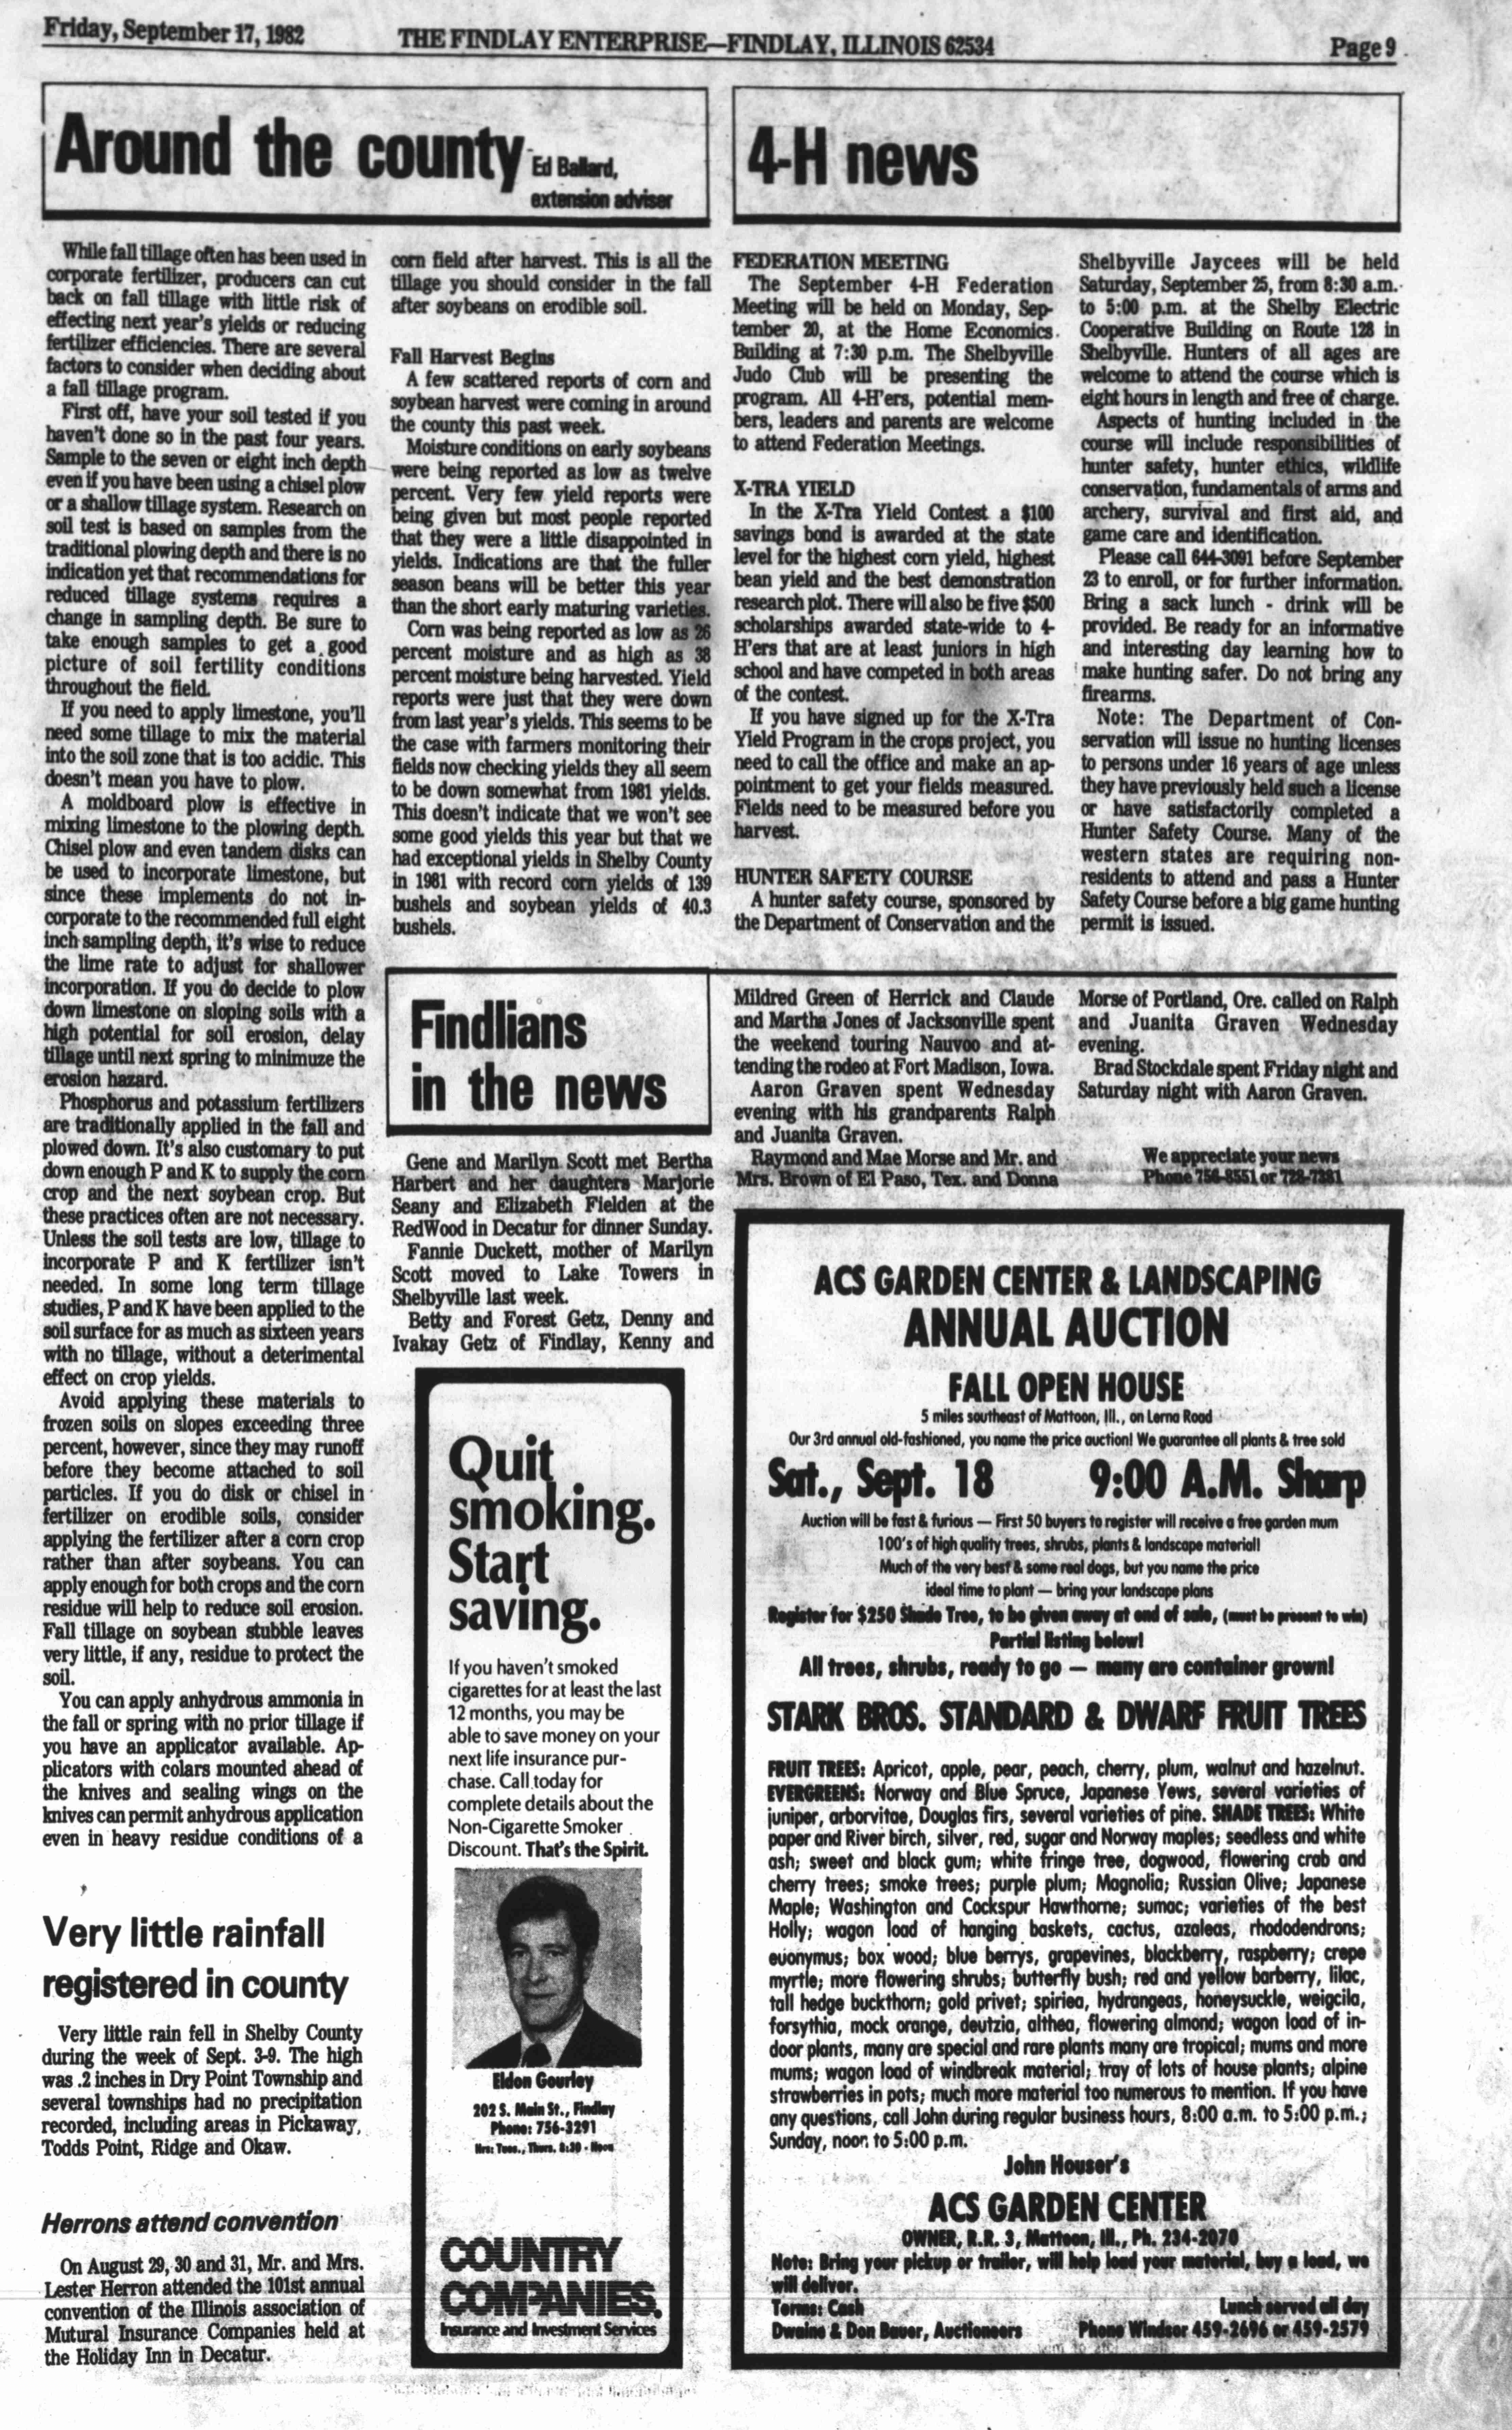 Friday, September 17, 1982
THE FINDLAY ENTERPRISE—FINDLAY, ILLINOIS 62534
Page 9
Around the county
Ed Ballard,
extension adviser
While fall tillage often has been used in
corporate fertilizer, producers can cut
back on fall tillage with little risk of
effecting next year's yields or reducing
fertilizer efficiencies. There are several
factors to consider when deciding about
a fall tillage program.
First off, have your soil tested if you
haven't done so in the past four years.
Sample to the seven or eight inch depth
even if you have been using a chisel plow
or a shallow tillage system. Research on
soil test is based on samples from the
traditional plowing depth and there is no
indication yet that recommendations for
reduced tillage systems requires a
change in sampling depth. Be sure to
take enough samples to get a good
picture of soil fertility conditions
throughout the field.
If you need to apply limestone, you'll
need some tillage to mix the material
into the soil zone that is too acidic. This
doesn't mean you have to plow.
A moldboard plow is effective in
mixing limestone to the plowing depth.
Chisel plow and even tandem disks can
be used to incorporate limestone, but
since these implements do not in-
corporate to the recommended full eight
inch sampling depth, it's wise to reduce
the lime rate to adjust for shallower
incorporation. If you do decide to plow
down limestone on sloping soils with a
high potential for soil erosion, delay
tillage until next spring to minimuze the
erosion hazard.
Phosphorus and potassium fertilizers
are traditionally applied in the fall and
plowed down. It's also customary to put
down enough P and K to supply the corn
crop and the next soybean crop. But
these practices often are not necessary.
Unless the soil tests are low, tillage to
incorporate P and K fertilizer isn't
needed. In some long term tillage
studies, P and K have been applied to the
soil surface for as much as sixteen years
with no tillage, without a deterimental
effect on crop yields.
Avoid applying these materials to
frozen soils on slopes exceeding three
percent, however, since they may runoff
before they become attached to soil
particles. If you do disk or chisel in
fertilizer on erodible soils, consider
applying the fertilizer after a corn crop
rather than after soybeans. You can
apply enough for both crops and the corn
residue will help to reduce soil erosion.
Fall tillage on soybean stubble leaves
very little, if any, residue to protect the
soil.
You can apply anhydrous ammonia in
the fall or spring with no prior tillage if
you have an applicator available. Ap-
plicators with colars mounted ahead of
the knives and sealing wings on the
knives can permit anhydrous application
even in heavy residue conditions of a
corn field after harvest. This is all the
tillage you should consider in the fall
after soybeans on erodible soil.
Fall Harvest Begins
A few scattered reports of corn and
soybean harvest were coming in around
the county this past week.
Moisture conditions on early soybeans
were being reported as low as twelve
percent. Very few yield reports were
being given but most people reported
that they were a little disappointed in
yields. Indications are that the fuller
season beans will be better this year
than the short early maturing varieties.
Corn was being reported as low as 26
percent moisture and as high as 38
percent moisture being harvested. Yield
reports were just that they were down
from last year's yields. This seems to be
the case with farmers monitoring their
fields now checking yields they all seem
to be down somewhat from 1981 yields.
This doesn't indicate that we won't see
some good yields this year but that we
had exceptional yields in Shelby County
in 1981 with record corn yields of 139
bushels and soybean yields of 40.3
bushels.
Very little rainfall
registered in county
Very little rain fell in Shelby County
during the week of Sept. 3-9. The high
was .2 inches in Dry Point Township and
several townships had no precipitation
recorded, including areas in Pickaway,
Todds Point, Ridge and Okaw.
Herrons attend convention
On August 29, 30 and 31, Mr. and Mrs.
Lester Herron attended the 101st annual
convention of the Illinois association of
Mutural Insurance Companies held at
the Holiday Inn in Decatur.
4-H news
FEDERATION MEETING
The September 4-H Federation
Meeting will be held on Monday, Sep-
tember 20, at the Home Economics
Building at 7:30 p.m. The Shelbyville
Judo Club will be presenting the
program. All 4-H'ers, potential mem-
bers, leaders and parents are welcome
to attend Federation Meetings.
X-TRA YIELD
In the X-Tra Yield Contest a $100
savings bond is awarded at the state
level for the highest corn yield, highest
bean yield and the best demonstration
research plot. There will also be five $500
scholarships awarded state-wide to 4-
H'ers that are at least juniors in high
school and have competed in both areas
of the contest.
If you have signed up for the X-Tra
Yield Program in the crops project, you
need to call the office and make an ap-
pointment to get your fields measured.
Fields need to be measured before you
harvest.
HUNTER SAFETY COURSE
A hunter safety course, sponsored by
the Department of Conservation and the
Shelbyville Jaycees will be held
Saturday, September 25, from 8:30 a.m.
to 5:00 p.m. at the Shelby Electric
Cooperative Building on Route 128 in
Shelbyville. Hunters of all ages are
welcome to attend the course which is
eight hours in length and free of charge.
Aspects of hunting included in the
course will include responsibilities of
hunter safety, hunter ethics, wildlife
conservation, fundamentals of arms and
archery, survival and first aid, and
game care and identification.
Please call 644-3091 before September
23 to enroll, or for further information.
Bring a sack lunch - drink will be
provided. Be ready for an informative
and interesting day learning how to
make hunting safer. Do not bring any
firearms.
Note: The Department of Con-
servation will issue no hunting licenses
to persons under 16 years of age unless
they have previously held such a license
or have satisfactorily completed a
Hunter Safety Course. Many of the
western states are requiring non-
residents to attend and pass a Hunter
Safety Course before a big game hunting
permit is issued.
Findlians
in the news
Gene and Marilyn Scott met Bertha
Harbert and her daughters Marjorie
Seany and Elizabeth Fielden at the
RedWood in Decatur for dinner Sunday.
Fannie Duckett, mother of Marilyn
Scott moved to Lake Towers in
Shelbyville last week.
Betty and Forest Getz, Denny and
Ivakay Getz of Findlay, Kenny and
Mildred Green of Herrick and Claude
and Martha Jones of Jacksonville spent
the weekend touring Nauvoo and at-
tending the rodeo at Fort Madison, Iowa.
Aaron Graven spent Wednesday
evening with his grandparents Ralph
and Juanita Graven.
Raymond and Mae Morse and Mr. and
Mrs. Brown of El Paso, Tex. and Donna
Morse of Portland, Ore. called on Ralph
and Juanita Graven Wednesday
evening.
Brad Stockdale spent Friday night and
Saturday night with Aaron Graven.
We appreciate your news
Phone 756-8551 or 728-7381
Quit
smoking.
Start
saving.
If you haven't smoked
cigarettes for at least the last
12 months, you may be
able to save money on your
next life insurance pur-
chase. Call today for
complete details about the
Non-Cigarette Smoker
Discount. That's the Spirit.
Eldon Gourley
202 S. Main St., Findlay
Phone: 756-3291
Hrs: Tues., Thurs. 8:30 - Noon
COUNTRY
COMPANIES.
Insurance and Investment Services
ACS GARDEN CENTER & LANDSCAPING
ANNUAL AUCTION
FALL OPEN HOUSE
5 miles southeast of Mattoon, Ill., on Lerna Road
Our 3rd annual old-fashioned, you name the price auction! We guarantee all plants & tree sold
Sat., Sept. 18 9:00 A.M. Sharp
Auction will be fast & furious — First 50 buyers to register will receive a free garden mum
100's of high quality trees, shrubs, plants & landscape material!
Much of the very best & some real dogs, but you name the price
ideal time to plant — bring your landscape plans
Register for $250 Shade Tree, to be given away at end of sale, (must be present to win)
Partial listing below!
All trees, shrubs, ready to go — many are container grown!
STARK BROS. STANDARD & DWARF FRUIT TREES
FRUIT TREES: Apricot, apple, pear, peach, cherry, plum, walnut and hazelnut.
EVERGREENS: Norway and Blue Spruce, Japanese Yews, several varieties of
juniper, arborvitae, Douglas firs, several varieties of pine. SHADE TREES: White
paper and River birch, silver, red, sugar and Norway maples; seedless and white
ash; sweet and black gum; white fringe tree, dogwood, flowering crab and
cherry trees; smoke trees; purple plum; Magnolia; Russian Olive; Japanese
Maple; Washington and Cockspur Hawthorne; sumac; varieties of the best
Holly; wagon load of hanging baskets, cactus, azaleas, rhododendrons;
euonymus; box wood; blue berrys, grapevines, blackberry, raspberry; crepe
myrtle; more flowering shrubs; butterfly bush; red and yellow barberry, lilac,
tall hedge buckthorn; gold privet; spiriea, hydrangeas, honeysuckle, weigcila,
forsythia, mock orange, deutzia, althea, flowering almond; wagon load of in-
door plants, many are special and rare plants many are tropical; mums and more
mums; wagon load of windbreak material; tray of lots of house plants; alpine
strawberries in pots; much more material too numerous to mention. If you have
any questions, call John during regular business hours, 8:00 a.m. to 5:00 p.m.;
Sunday, noon to 5:00 p.m.
John Houser's
ACS GARDEN CENTER
OWNER, R.R. 3, Mattoon, Ill., Ph. 234-2070
Note: Bring your pickup or trailer, will help load your material, buy a load, we
will deliver.
Terms: Cash Lunch served all day
Dwaine & Don Bauer, Auctioneers Phone Windsor 459-2696 or 459-2579